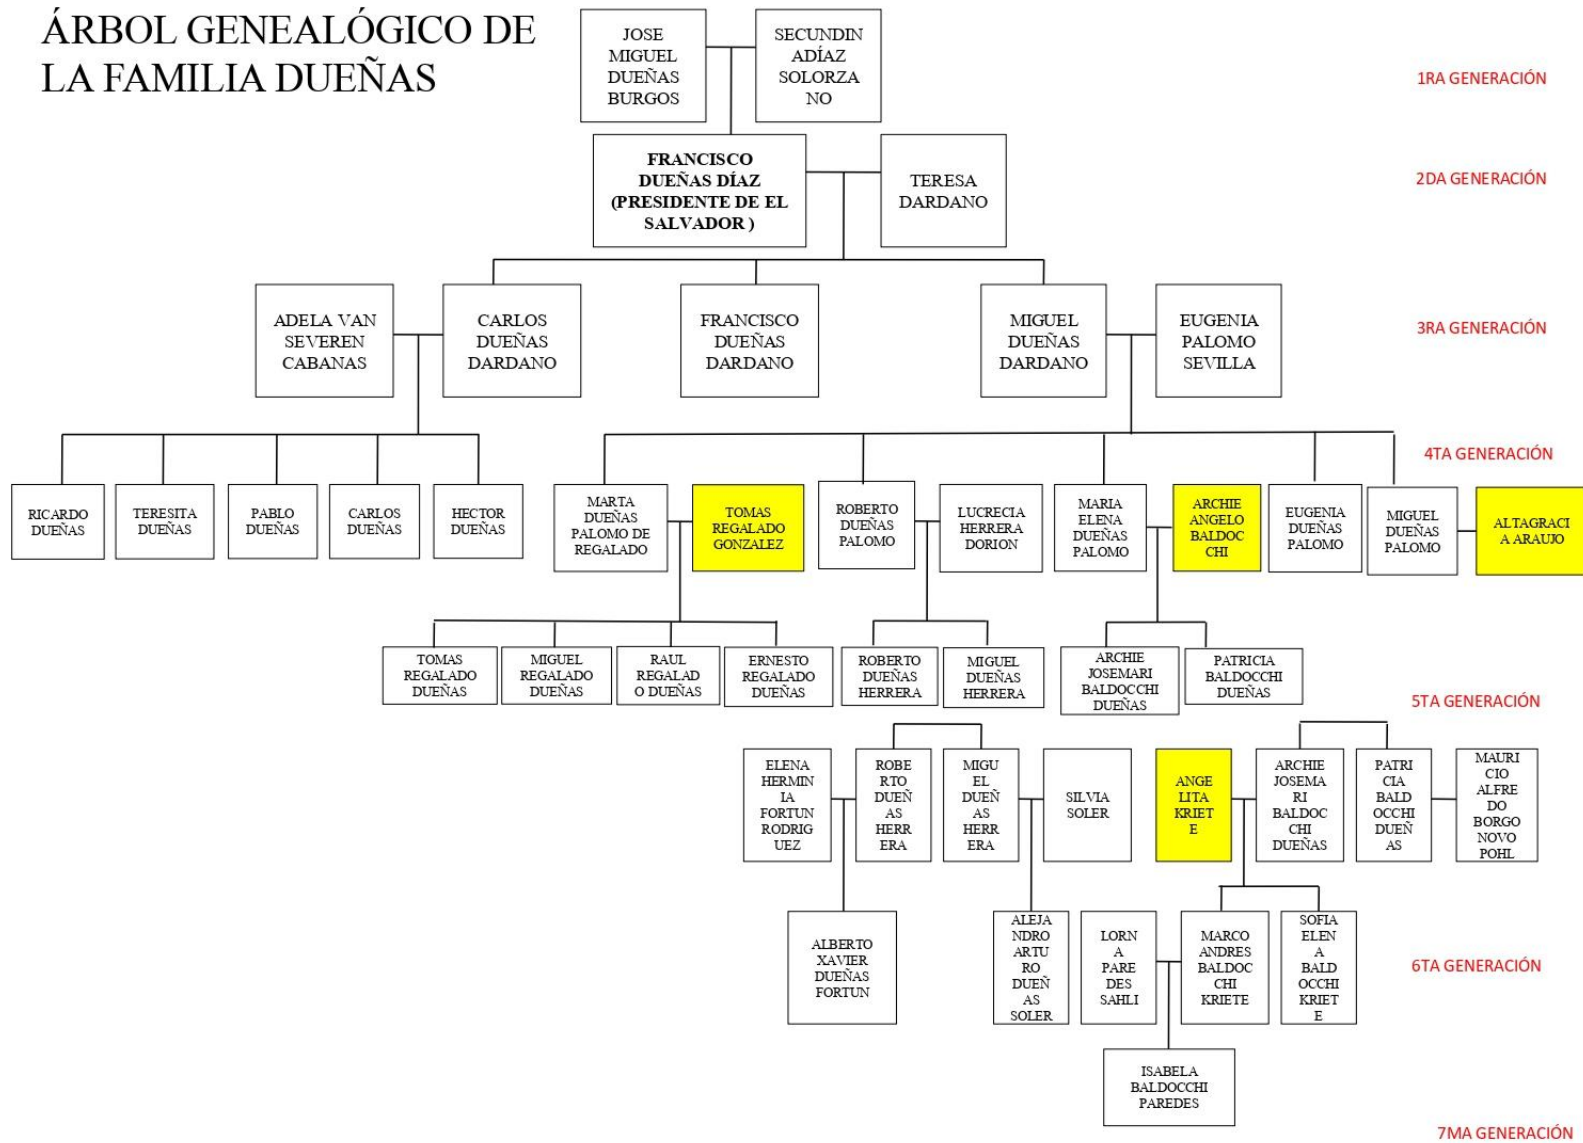 ÁRBOL GENEALÓGICO DE
LA FAMILIA DUEÑAS
JOSE
MIGUEL
DUEÑAS
BURGOS
SECUNDIN
ADÍAZ
SOLORZA
NO
1RA GENERACIÓN
FRANCISCO
DUEÑAS DÍAZ
(PRESIDENTE DE EL
SALVADOR )
TERESA
DARDANO
2DA GENERACIÓN
ADELA VAN
SEVEREN
CABANAS
CARLOS
DUEÑAS
DARDANO
FRANCISCO
DUEÑAS
DARDANO
MIGUEL
DUEÑAS
DARDANO
EUGENIA
PALOMO
SEVILLA
3RA GENERACIÓN
4TA GENERACIÓN
RICARDO
DUEÑAS
TERESITA
DUEÑAS
PABLO
DUEÑAS
CARLOS
DUEÑAS
HECTOR
DUEÑAS
MARTA
DUEÑAS
PALOMO DE
REGALADO
TOMAS
REGALADO
GONZALEZ
ROBERTO
DUEÑAS
PALOMO
LUCRECIA
HERRERA
DORION
MARIA
ELENA
DUEÑAS
PALOMO
ARCHIE
ANGELO
BALDOC
CHI
EUGENIA
DUEÑAS
PALOMO
MIGUEL
DUEÑAS
PALOMO
ALTAGRACI
A ARAUJO
TOMAS
REGALADO
DUEÑAS
MIGUEL
REGALADO
DUEÑAS
RAUL
REGALAD
O DUEÑAS
ERNESTO
REGALADO
DUEÑAS
ROBERTO
DUEÑAS
HERRERA
MIGUEL
DUEÑAS
HERRERA
ARCHIE
JOSEMARI
BALDOCCHI
DUEÑAS
PATRICIA
BALDOCCHI
DUEÑAS
5TA GENERACIÓN
ELENA
HERMIN
IA
FORTUN
RODRIG
UEZ
ROBE
RTO
DUEÑ
AS
HERR
ERA
MIGU
EL
DUEÑ
AS
HERR
ERA
SILVIA
SOLER
ANGE
LITA
KRIET
E
ARCHIE
JOSEMA
RI
BALDOC
CHI
DUEÑAS
PATRI
CIA
BALD
OCCHI
DUEÑ
AS
MAURI
CIO
ALFRE
DO
BORGO
NOVO
POHL
ALBERTO
XAVIER
DUEÑAS
FORTUN
ALEJA
NDRO
ARTU
RO
DUEÑ
AS
SOLER
LORN
A
PARE
DES
SAHLI
MARCO
ANDRES
BALDOC
CHI
KRIETE
SOFIA
ELEN
A
BALD
OCCHI
KRIET
E
6TA GENERACIÓN
ISABELA
BALDOCCHI
PAREDES
7MA GENERACIÓN